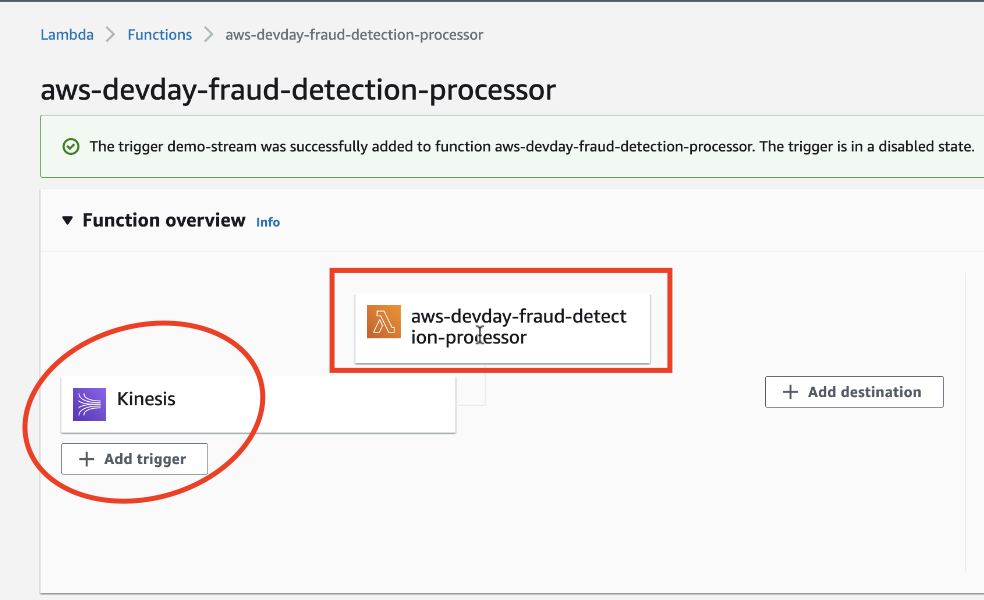 Lambda > Functions > aws-devday-fraud-detection-processor
aws-devday-fraud-detection-processor
The trigger demo-stream was successfully added to function aws-devday-fraud-detection-processor. The trigger is in a disabled state.
Function overview Info
aws-devday-fraud-detect
ion-processor
Kinesis
+ Add destination
+ Add trigger